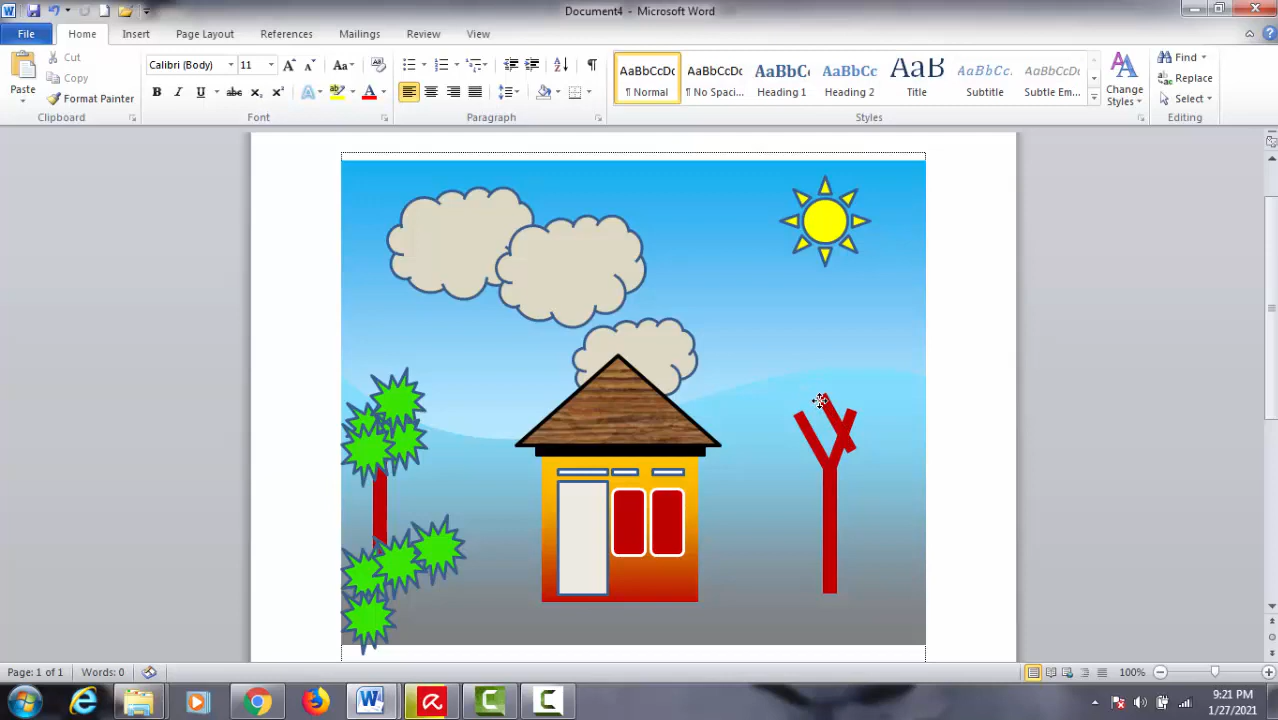 Document4 - Microsoft Word
File Home Insert Page Layout References Mailings Review View
Paste
Cut
Copy
Format Painter
Clipboard
Calibri (Body) 11
Font
Paragraph
AaBbCcDc AaBbCcDc AaBbCc AaBbCc AaB AaBbCc. AaBbCcDc
¶ Normal ¶ No Spaci... Heading 1 Heading 2 Title Subtitle Subtle Em...
Change Styles
Styles
Find
Replace
Select
Editing
Page: 1 of 1 Words: 0 100%
9:21 PM
1/27/2021